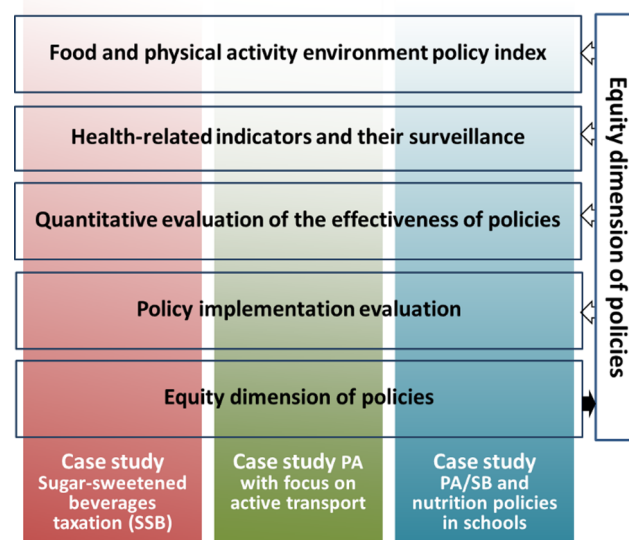 Food and physical activity environment policy index
Health-related indicators and their surveillance
Quantitative evaluation of the effectiveness of policies
Policy implementation evaluation
Equity dimension of policies
Equity dimension of policies
Case study
Sugar-sweetened
beverages
taxation (SSB)
Case study PA
with focus on
active transport
Case study
PA/SB and
nutrition policies
in schools